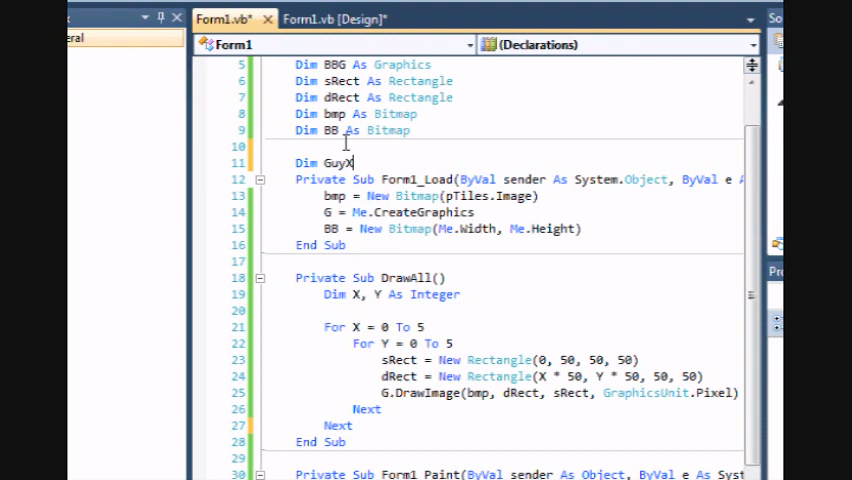 Form1.vb* Form1.vb [Design]* So
eral
Form1 (Declarations)
5 Dim BBG As Graphics
6 Dim sRect As Rectangle
7 Dim dRect As Rectangle
8 Dim bmp As Bitmap
9 Dim BB As Bitmap
10
11 Dim GuyX
12 Private Sub Form1_Load(ByVal sender As System.Object, ByVal e A
13 bmp = New Bitmap(pTiles.Image)
14 G = Me.CreateGraphics
15 BB = New Bitmap(Me.Width, Me.Height)
16 End Sub
17
18 Private Sub DrawAll()
19 Dim X, Y As Integer
20
21 For X = 0 To 5
22 For Y = 0 To 5
23 sRect = New Rectangle(0, 50, 50, 50)
24 dRect = New Rectangle(X * 50, Y * 50, 50, 50)
25 G.DrawImage(bmp, dRect, sRect, GraphicsUnit.Pixel)
26 Next
27 Next
28 End Sub
29
30 Private Sub Form1_Paint(ByVal sender As Object, ByVal e As Syst
Pro